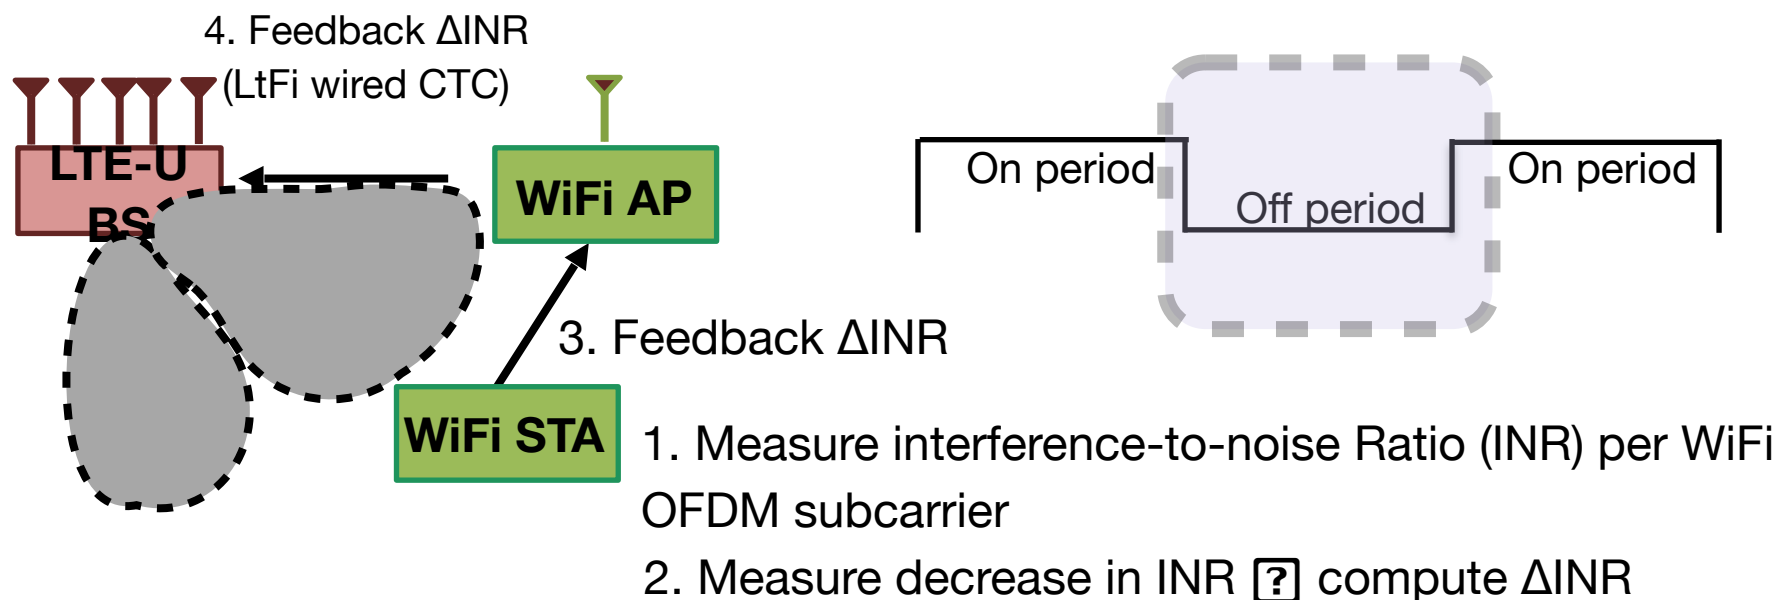 4. Feedback ΔINR
(LtFi wired CTC)
LTE-U
BS
WiFi AP
On period
Off period
On period
3. Feedback ΔINR
WiFi STA
1. Measure interference-to-noise Ratio (INR) per WiFi
OFDM subcarrier
2. Measure decrease in INR ⍰ compute ΔINR